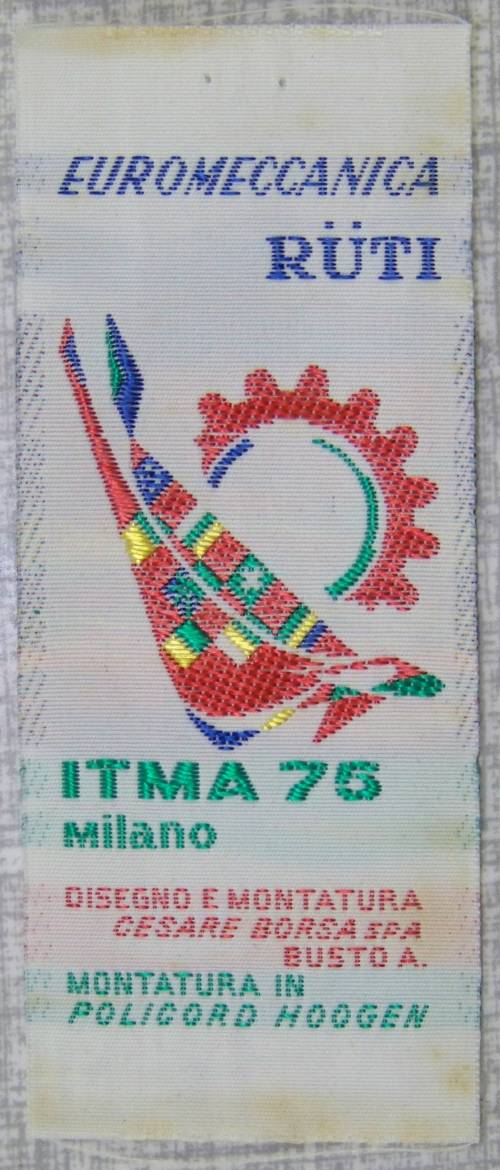 EUROMECCANICA
RÜTI
ITMA 75
Milano
DISEGNO E MONTATURA
CESARE BORSA SPA
BUSTO A.
MONTATURA IN
POLICORD HOOGEN